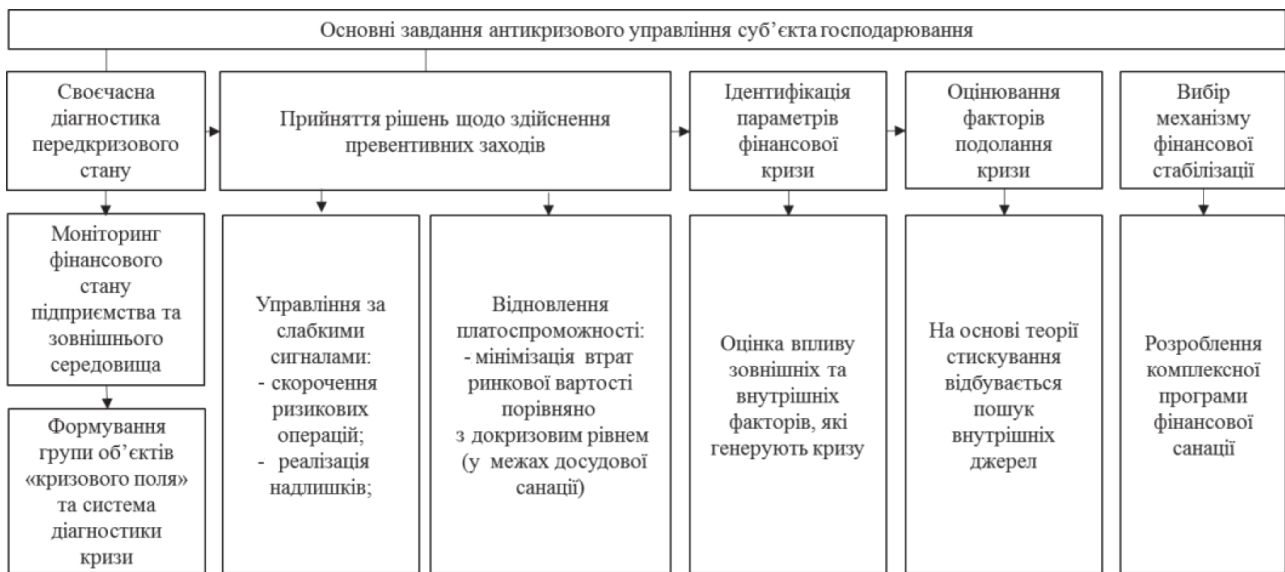 Основні завдання антикризового управління суб’єкта господарювання
Своєчасна
діагностика
передкризового
стану
Прийняття рішень щодо здійснення
превентивних заходів
Ідентифікація
параметрів
фінансової
кризи
Оцінювання
факторів
подолання
кризи
Вибір
механізму
фінансової
стабілізації
Моніторинг
фінансового
стану
підприємства та
зовнішнього
середовища
Формування
групи об’єктів
«кризового поля»
та система
діагностики
кризи
Управління за
слабкими
сигналами:
- скорочення
ризикових
операцій;
- реалізація
надлишків;
Відновлення
платоспроможності:
- мінімізація втрат
ринкової вартості
порівняно
з докризовим рівнем
(у межах досудової
санації)
Оцінка впливу
зовнішніх та
внутрішніх
факторів, які
генерують кризу
На основі теорії
стискування
відбувається
пошук
внутрішніх
джерел
Розроблення
комплексної
програми
фінансової
санації